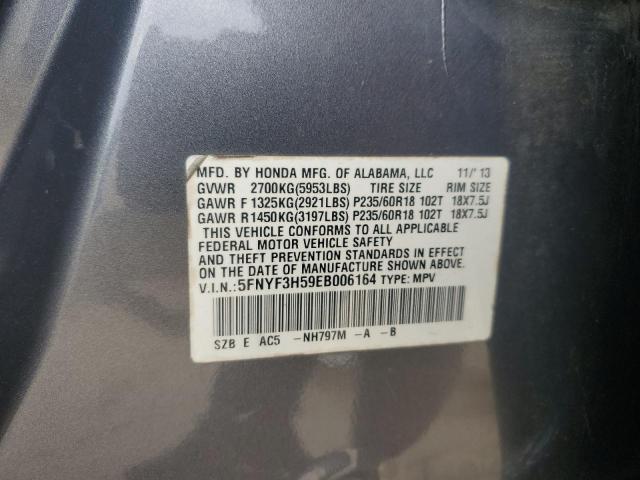 MFD. BY HONDA MFG. OF ALABAMA, LLC 11/'13
GVWR 2700KG(5953LBS) TIRE SIZE RIM SIZE
GAWR F 1325KG(2921LBS) P235/60R18 102T 18X7.5J
GAWR R1450KG(3197LBS) P235/60R18 102T 18X7.5J
THIS VEHICLE CONFORMS TO ALL APPLICABLE
FEDERAL MOTOR VEHICLE SAFETY
AND THEFT PREVENTION STANDARDS IN EFFECT
ON THE DATE OF MANUFACTURE SHOWN ABOVE.
V.I.N.: 5FNYF3H59EB006164 TYPE: MPV
SZB E AC5 -NH797M -A -B